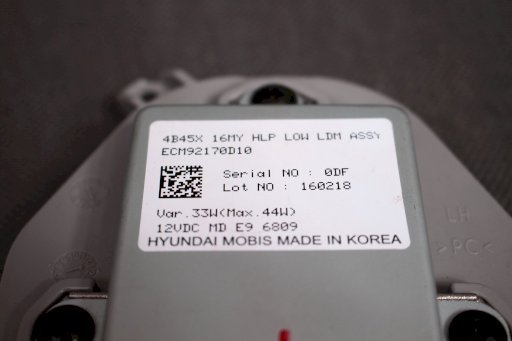 4B45X 16MY HLP LOW LDM ASSY
ECM92170D10
Serial NO : 0DF
Lot NO : 160218
Var.33W(Max.44W)
12VDC MD E9 6809
HYUNDAI MOBIS MADE IN KOREA
LH
>PC<